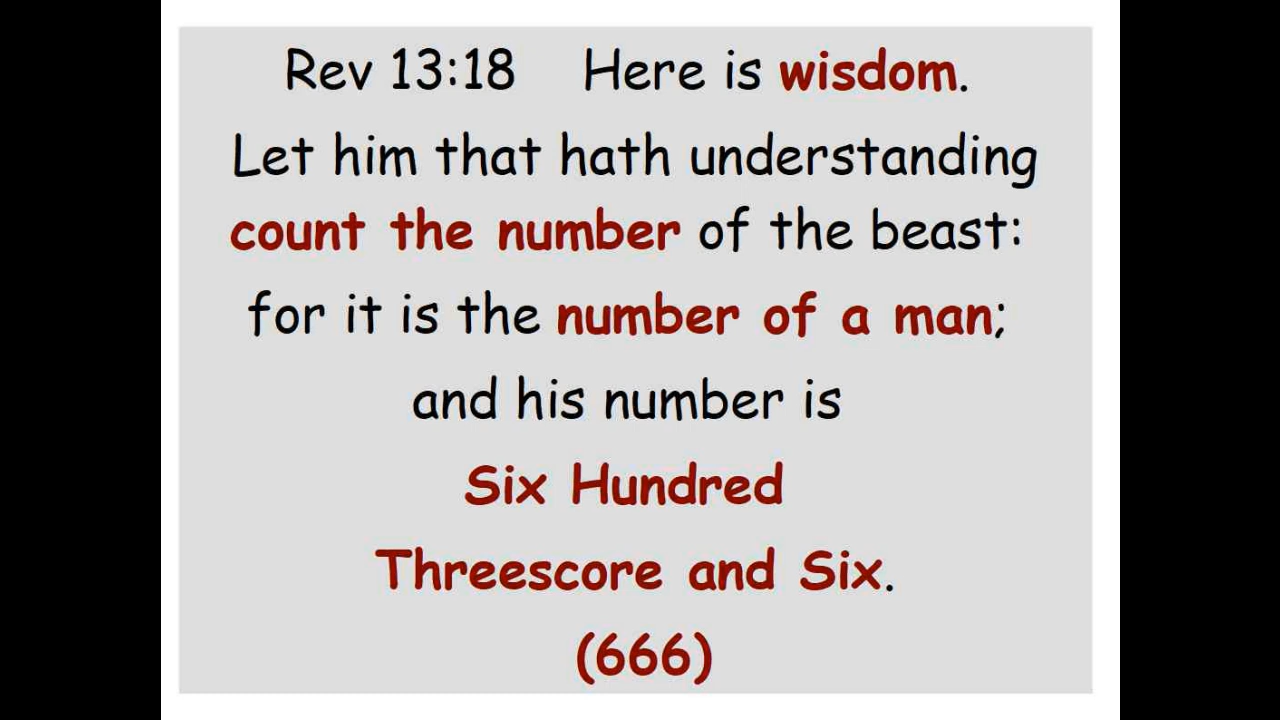 Rev 13:18 Here is wisdom.
Let him that hath understanding
count the number of the beast:
for it is the number of a man;
and his number is
Six Hundred
Threescore and Six.
(666)